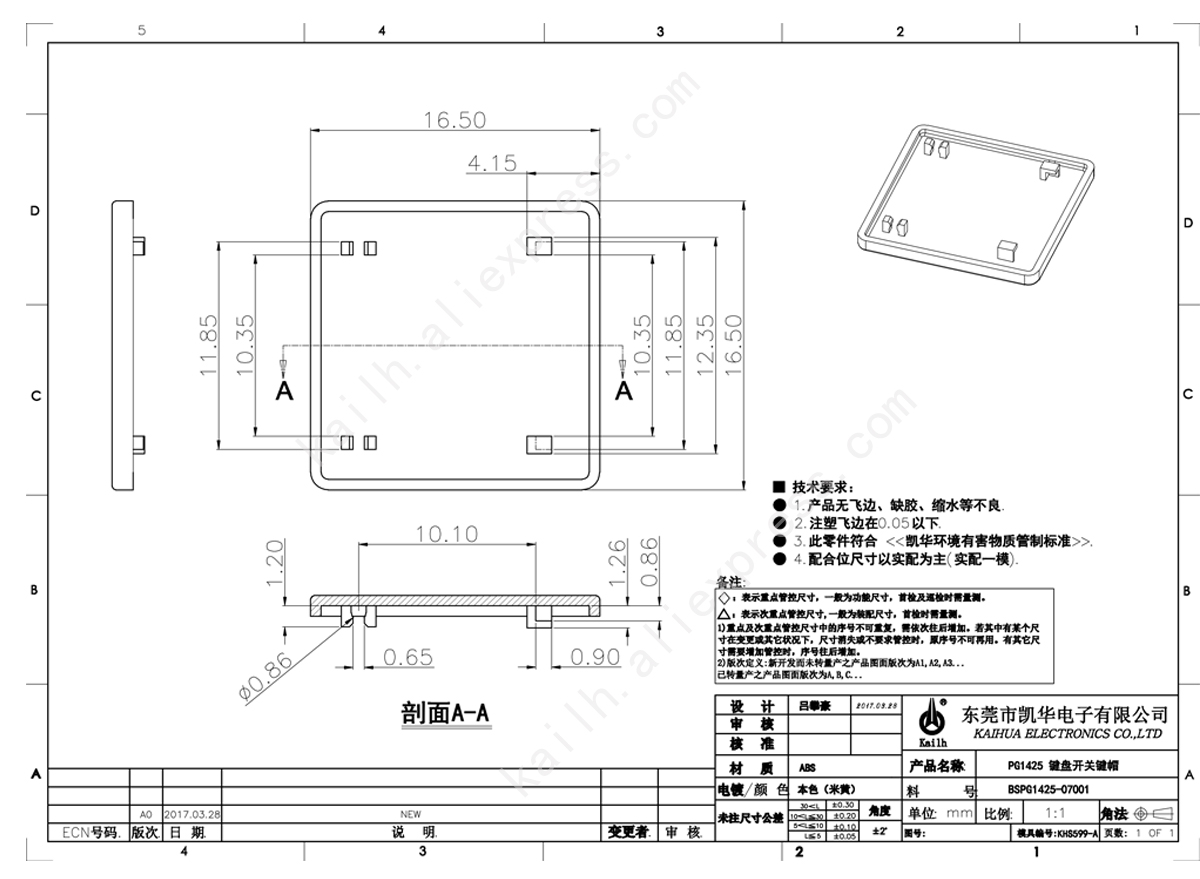 5 4 3 2 1
16.50
4.15
D D
11.85 10.35 10.35 11.85 12.35 16.50
A A
C C
■ 技术要求:
● 1.产品无飞边、缺胶、缩水等不良.
● 2.注塑飞边在0.05以下.
● 3.此零件符合 <<凯华环境有害物质管制标准>>.
● 4.配合位尺寸以实配为主(实配一模).
10.10
1.20 1.26 0.86
B B
ø0.86 0.65 0.90
剖面A-A
备注:
◇: 表示重点管控尺寸, 一般为功能尺寸, 首检及巡检时需量测。
△: 表示次重点管控尺寸, 一般为装配尺寸, 首检时需量测。
1)重点及次重点管控尺寸中的序号不可重复, 需依次往后增加。若其中有某个尺
寸在变更或其它状况下, 尺寸消失或不要求管控时, 原序号不可再用。有其它尺
寸需要增加管控时, 序号往后增加。
2)版次定义:新开发而未转量产之产品图面版次为A1,A2,A3...
已转量产之产品图面版次为A,B,C...
设 计 吕攀豪 2017.03.28
审 核
核 准
® Kailh
东莞市凯华电子有限公司
KAIHUA ELECTRONICS CO.,LTD
材 质 ABS
产品名称 PG1425 键盘开关键帽
电镀/颜 色 本色（米黄）
料 号: BSPG1425-07001
未注尺寸公差
30<L ±0.30
10<L≦30 ±0.20
5<L≦10 ±0.10
L≦5 ±0.05
角度
±2°
单位: mm 比例: 1:1 角法:
图号: 模具编号:KHS599-A 页数: 1 OF 1
A A
A0 2017.03.28 NEW
ECN号码. 版次 日 期. 说 明. 变更者. 审 核.
4 3 2 1
kailh.aliexpress.com
kailh.aliexpress.com